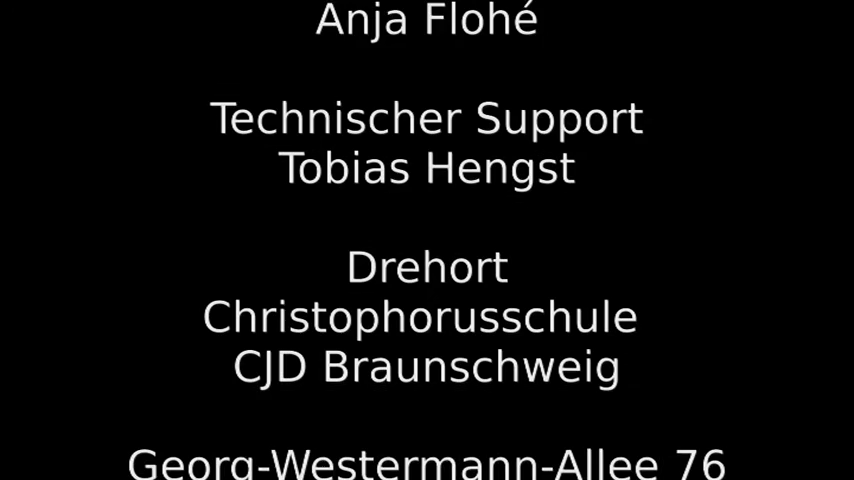 Anja Flohé
Technischer Support
Tobias Hengst
Drehort
Christophorusschule
CJD Braunschweig
Georg-Westermann-Allee 76